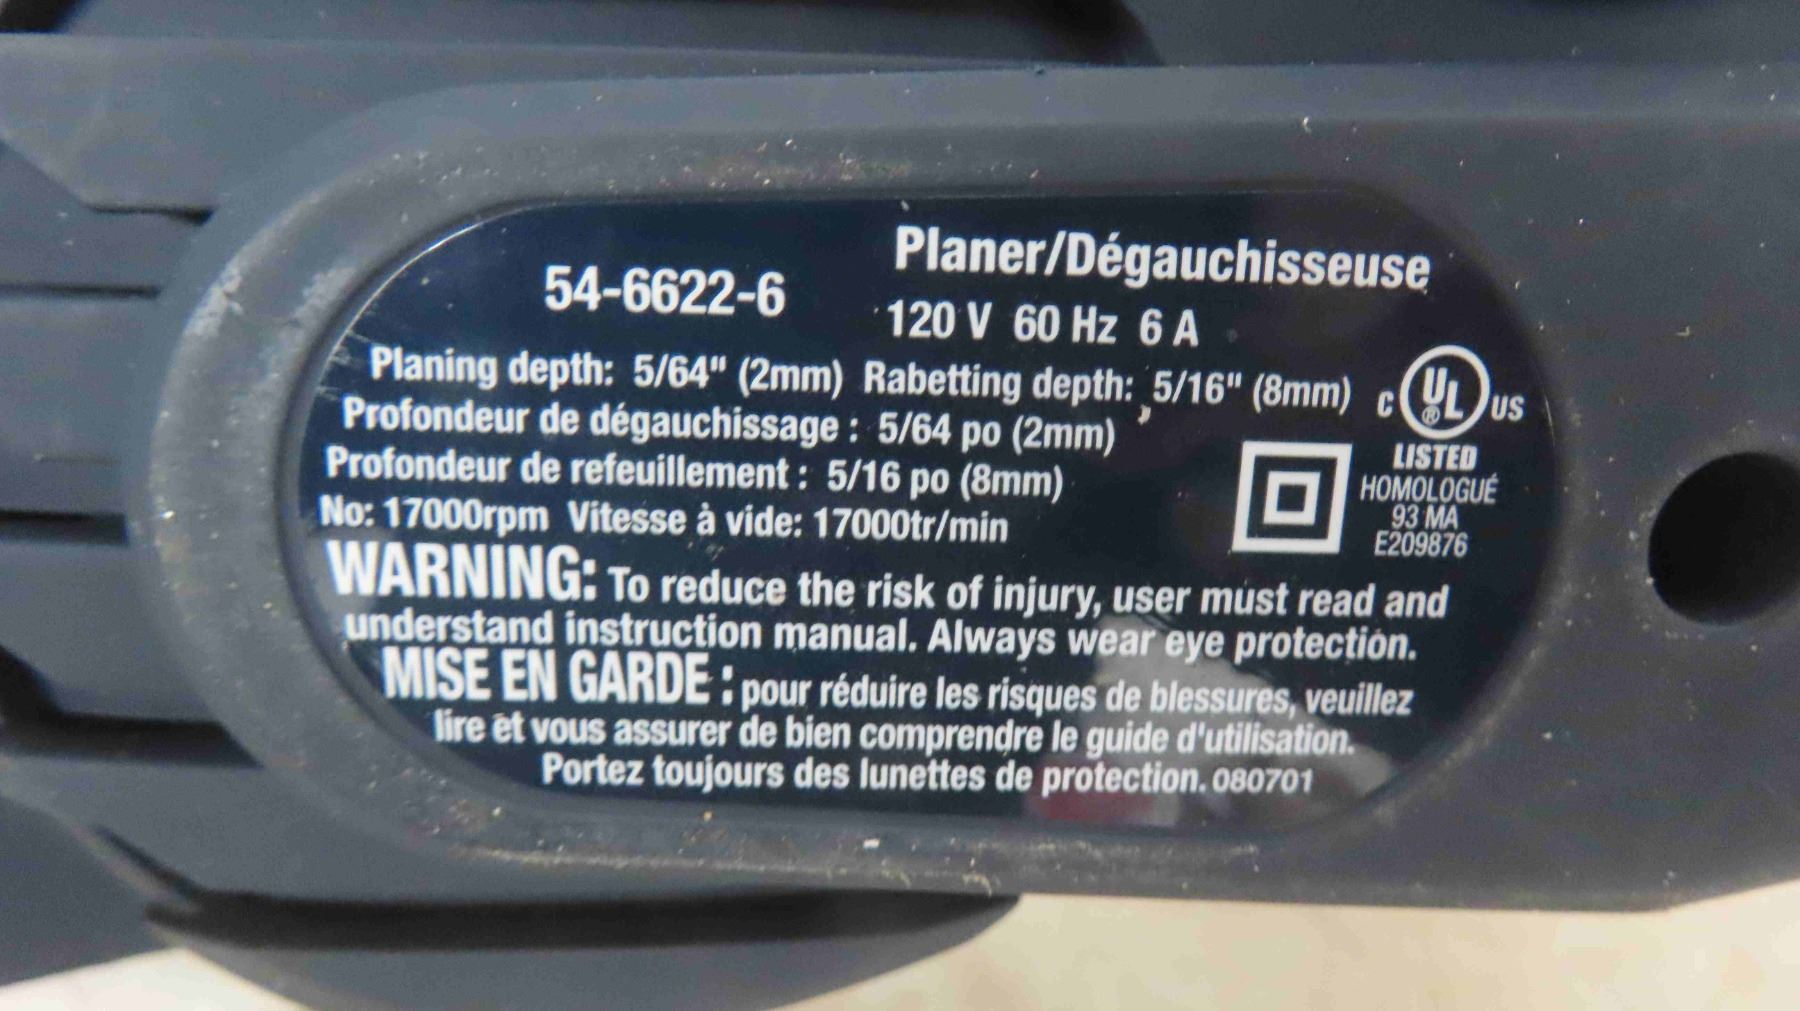 Planer/Dégauchisseuse
54-6622-6
120 V 60 Hz 6 A
Planing depth: 5/64" (2mm) Rabetting depth: 5/16" (8mm)
Profondeur de dégauchissage : 5/64 po (2mm)
Profondeur de refeuillement : 5/16 po (8mm)
No: 17000rpm Vitesse à vide: 17000tr/min
C UL ® US
LISTED
HOMOLOGUÉ
93 MA
E209876
WARNING: To reduce the risk of injury, user must read and
understand instruction manual. Always wear eye protection.
MISE EN GARDE : pour réduire les risques de blessures, veuillez
lire et vous assurer de bien comprendre le guide d'utilisation.
Portez toujours des lunettes de protection. 080701